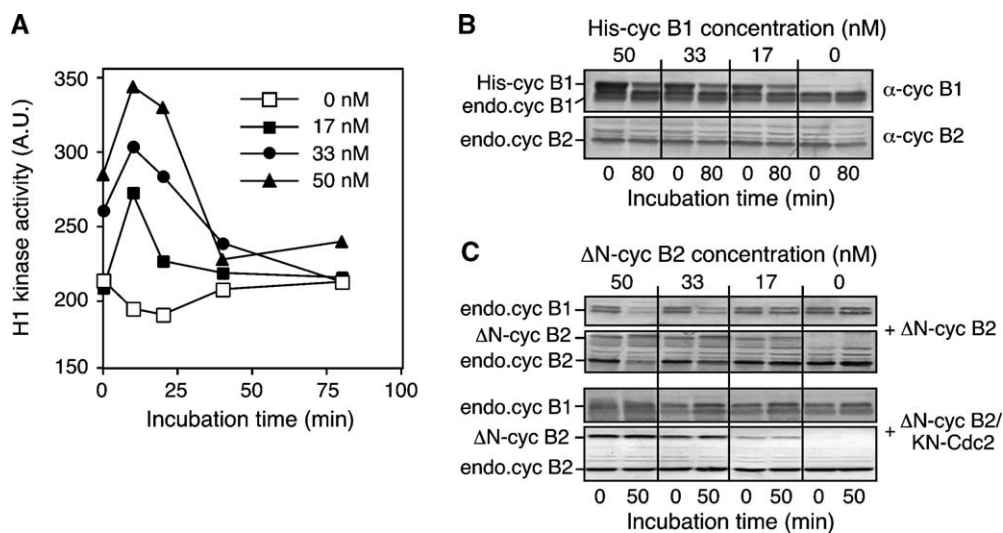 A
H1 kinase activity (A.U.)
350
300
250
200
150
0 nM
17 nM
33 nM
50 nM
0 25 50 75 100
Incubation time (min)
B
His-cyc B1 concentration (nM)
50 33 17 0
His-cyc B1
endo.cyc B1
α-cyc B1
endo.cyc B2
α-cyc B2
0 80 0 80 0 80 0 80
Incubation time (min)
C
ΔN-cyc B2 concentration (nM)
50 33 17 0
endo.cyc B1
ΔN-cyc B2
endo.cyc B2
+ ΔN-cyc B2
endo.cyc B1
ΔN-cyc B2
endo.cyc B2
+ ΔN-cyc B2/
KN-Cdc2
0 50 0 50 0 50 0 50
Incubation time (min)